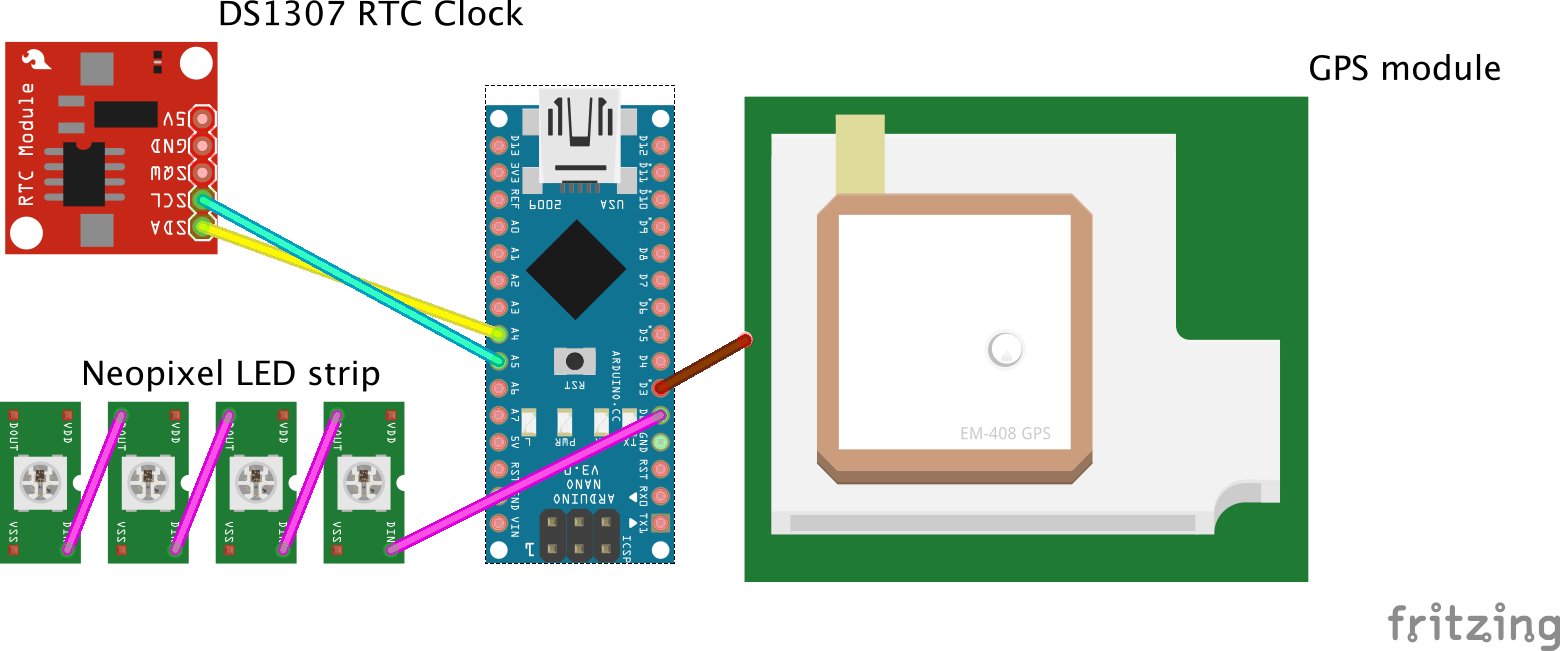 DS1307 RTC Clock
GPS module
RTC Module
5V
GND
SQW
SCL
SDA
D13
3V3
REF
A0
A1
A2
A3
A4
A5
A6
A7
5V
RST
GND
VIN
D12
D11
D10
D9
D8
D7
D6
D5
D4
D3
GND
RST
RX0
TX1
2009
USA
RST
ARDUINO.CC
L
PWR
TX
V3.0
NANO
ARDUINO
1
ICSP
Neopixel LED strip
DOUT
VDD
VSS
DIN
DOUT
VDD
VSS
DIN
DOUT
VDD
VSS
DIN
DOUT
VDD
VSS
DIN
EM-408 GPS
fritzing